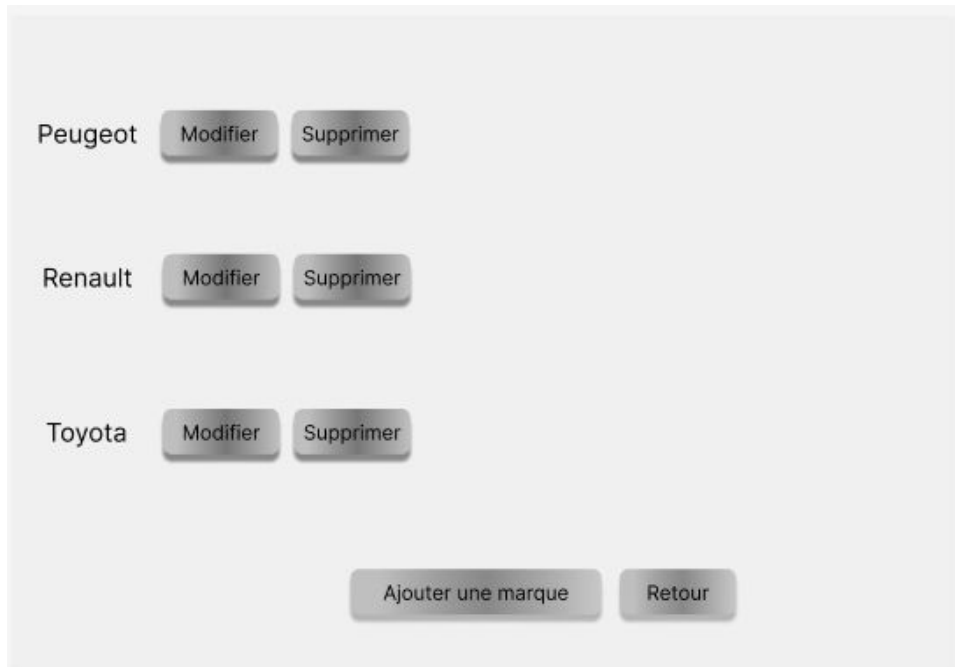 Peugeot Modifier Supprimer
Renault Modifier Supprimer
Toyota Modifier Supprimer
Ajouter une marque Retour